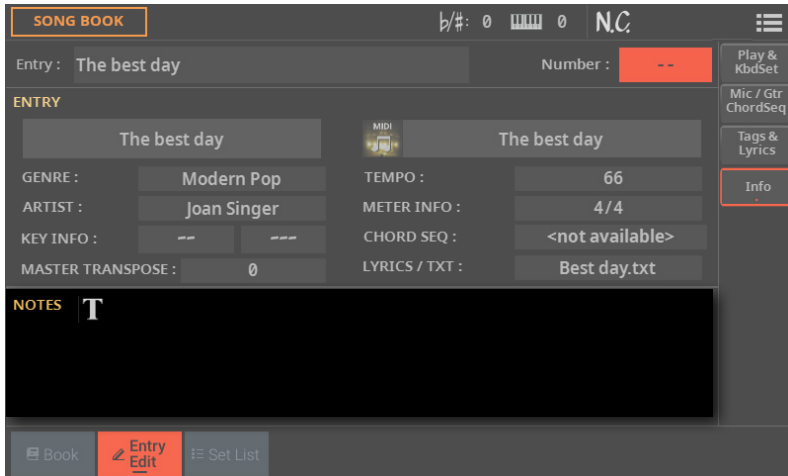 SONG BOOK
♭/#: 0
0
N.C.
Entry : The best day
Number : --
ENTRY
The best day
MIDI
The best day
GENRE : Modern Pop
TEMPO : 66
ARTIST : Joan Singer
METER INFO : 4/4
KEY INFO : -- ---
CHORD SEQ : <not available>
MASTER TRANSPOSE : 0
LYRICS / TXT : Best day.txt
NOTES T
Play &
KbdSet
Mic / Gtr
ChordSeq
Tags &
Lyrics
Info
Book
Entry
Edit
Set List